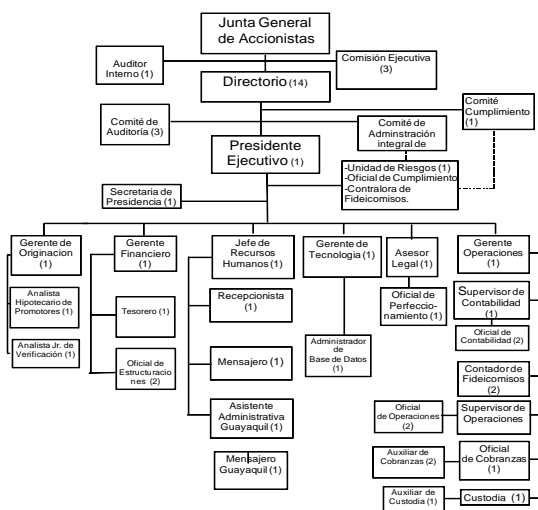 Junta General
de Accionistas
Auditor
Interno (1)
Comisión Ejecutiva
(3)
Directorio (14)
Comité de
Auditoría (3)
Comité de
Adminstración
integral de
Comité
Cumplimiento
(1)
Presidente
Ejecutivo (1)
-Unidad de Riesgos (1)
-Oficial de Cumplimiento
-Contralora de
Fideicomisos.
Secretaria de
Presidencia (1)
Gerente de
Originacion
(1)
Gerente
Financiero
(1)
Jefe de
Recursos
Humanos (1)
Gerente de
Tecnologia
(1)
Asesor
Legal (1)
Gerente
Operaciones
(1)
Analista
Hipotecario de
Promotores (1)
Analista Jr. de
Verificación (1)
Tesorero (1)
Oficial de
Estructuracio
nes (2)
Recepcionista
(1)
Mensajero (1)
Asistente
Administrativa
Guayaquil (1)
Mensajero
Guayaquil (1)
Administrador
de
Base de Datos
(1)
Oficial de
Perfeccio-
namiento (1)
Supervisor de
Contabilidad
(1)
Oficial de
Contabilidad (2)
Contador de
Fideicomisos
(2)
Oficial
de Operaciones
(2)
Supervisor de
Operaciones
Auxiliar de
Cobranzas (2)
Oficial
de Cobranzas
(1)
Auxiliar de
Custodia (1)
Custodia (1)